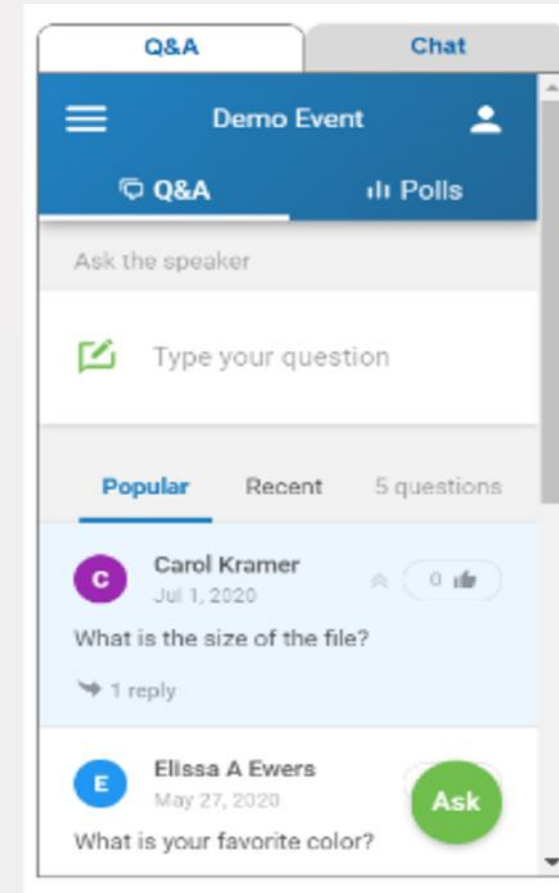 Q&A Chat
Demo Event
Q&A Polls
Ask the speaker
Type your question
Popular Recent 5 questions
C Carol Kramer
Jul 1, 2020 0
What is the size of the file?
1 reply
E Elissa A Ewers
May 27, 2020
Ask
What is your favorite color?